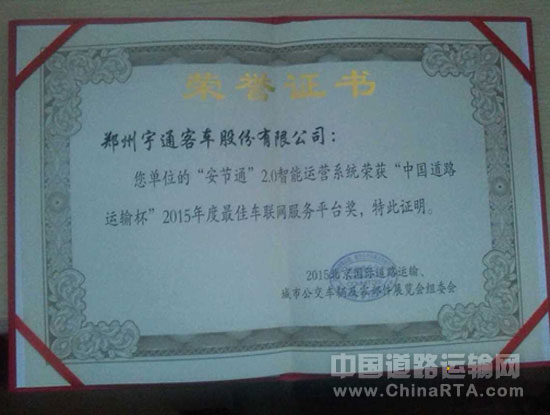 荣誉证书
郑州宇通客车股份有限公司：
您单位的“安节通”2.0智能运营系统荣获“中国道路
运输杯”2015年度最佳车联网服务平台奖，特此证明。
2015北京国际道路运输、
城市公交车辆及零部件展览会组委会
中国道路运输网
www.ChinaRTA.com